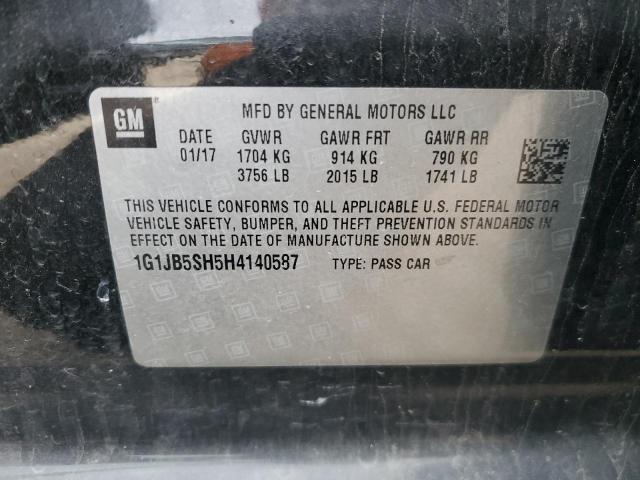 GM
MFD BY GENERAL MOTORS LLC
DATE GVWR GAWR FRT GAWR RR
01/17 1704 KG 914 KG 790 KG
3756 LB 2015 LB 1741 LB
THIS VEHICLE CONFORMS TO ALL APPLICABLE U.S. FEDERAL MOTOR
VEHICLE SAFETY, BUMPER, AND THEFT PREVENTION STANDARDS IN
EFFECT ON THE DATE OF MANUFACTURE SHOWN ABOVE.
1G1JB5SH5H4140587 TYPE: PASS CAR